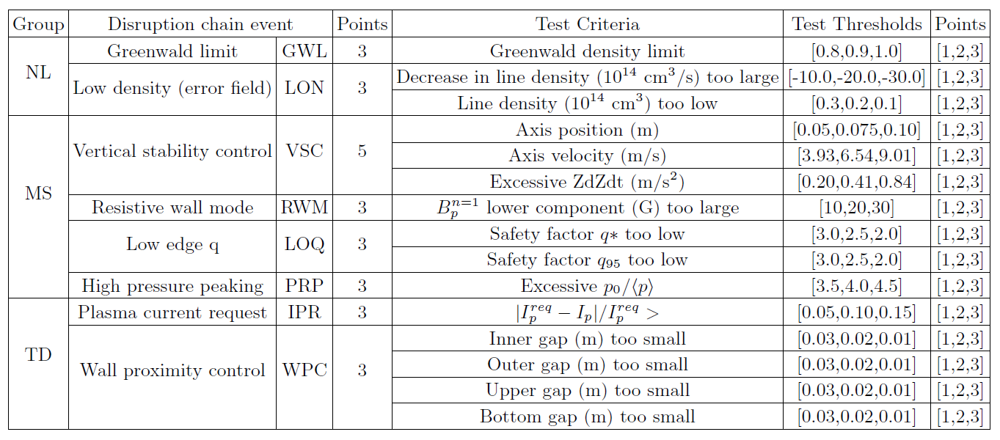 Group Disruption chain event Points Test Criteria Test Thresholds Points
NL Greenwald limit GWL 3 Greenwald density limit [0.8,0.9,1.0] [1,2,3]
Low density (error field) LON 3 Decrease in line density (10^14 cm^3/s) too large [-10.0,-20.0,-30.0] [1,2,3]
Line density (10^14 cm^3) too low [0.3,0.2,0.1] [1,2,3]
MS Vertical stability control VSC 5 Axis position (m) [0.05,0.075,0.10] [1,2,3]
Axis velocity (m/s) [3.93,6.54,9.01] [1,2,3]
Excessive ZdZdt (m/s^2) [0.20,0.41,0.84] [1,2,3]
Resistive wall mode RWM 3 B_p^{n=1} lower component (G) too large [10,20,30] [1,2,3]
Low edge q LOQ 3 Safety factor q* too low [3.0,2.5,2.0] [1,2,3]
Safety factor q_95 too low [3.0,2.5,2.0] [1,2,3]
High pressure peaking PRP 3 Excessive p_0/⟨p⟩ [3.5,4.0,4.5] [1,2,3]
TD Plasma current request IPR 3 |I_p^{req} − I_p|/I_p^{req} > [0.05,0.10,0.15] [1,2,3]
Wall proximity control WPC 3 Inner gap (m) too small [0.03,0.02,0.01] [1,2,3]
Outer gap (m) too small [0.03,0.02,0.01] [1,2,3]
Upper gap (m) too small [0.03,0.02,0.01] [1,2,3]
Bottom gap (m) too small [0.03,0.02,0.01] [1,2,3]